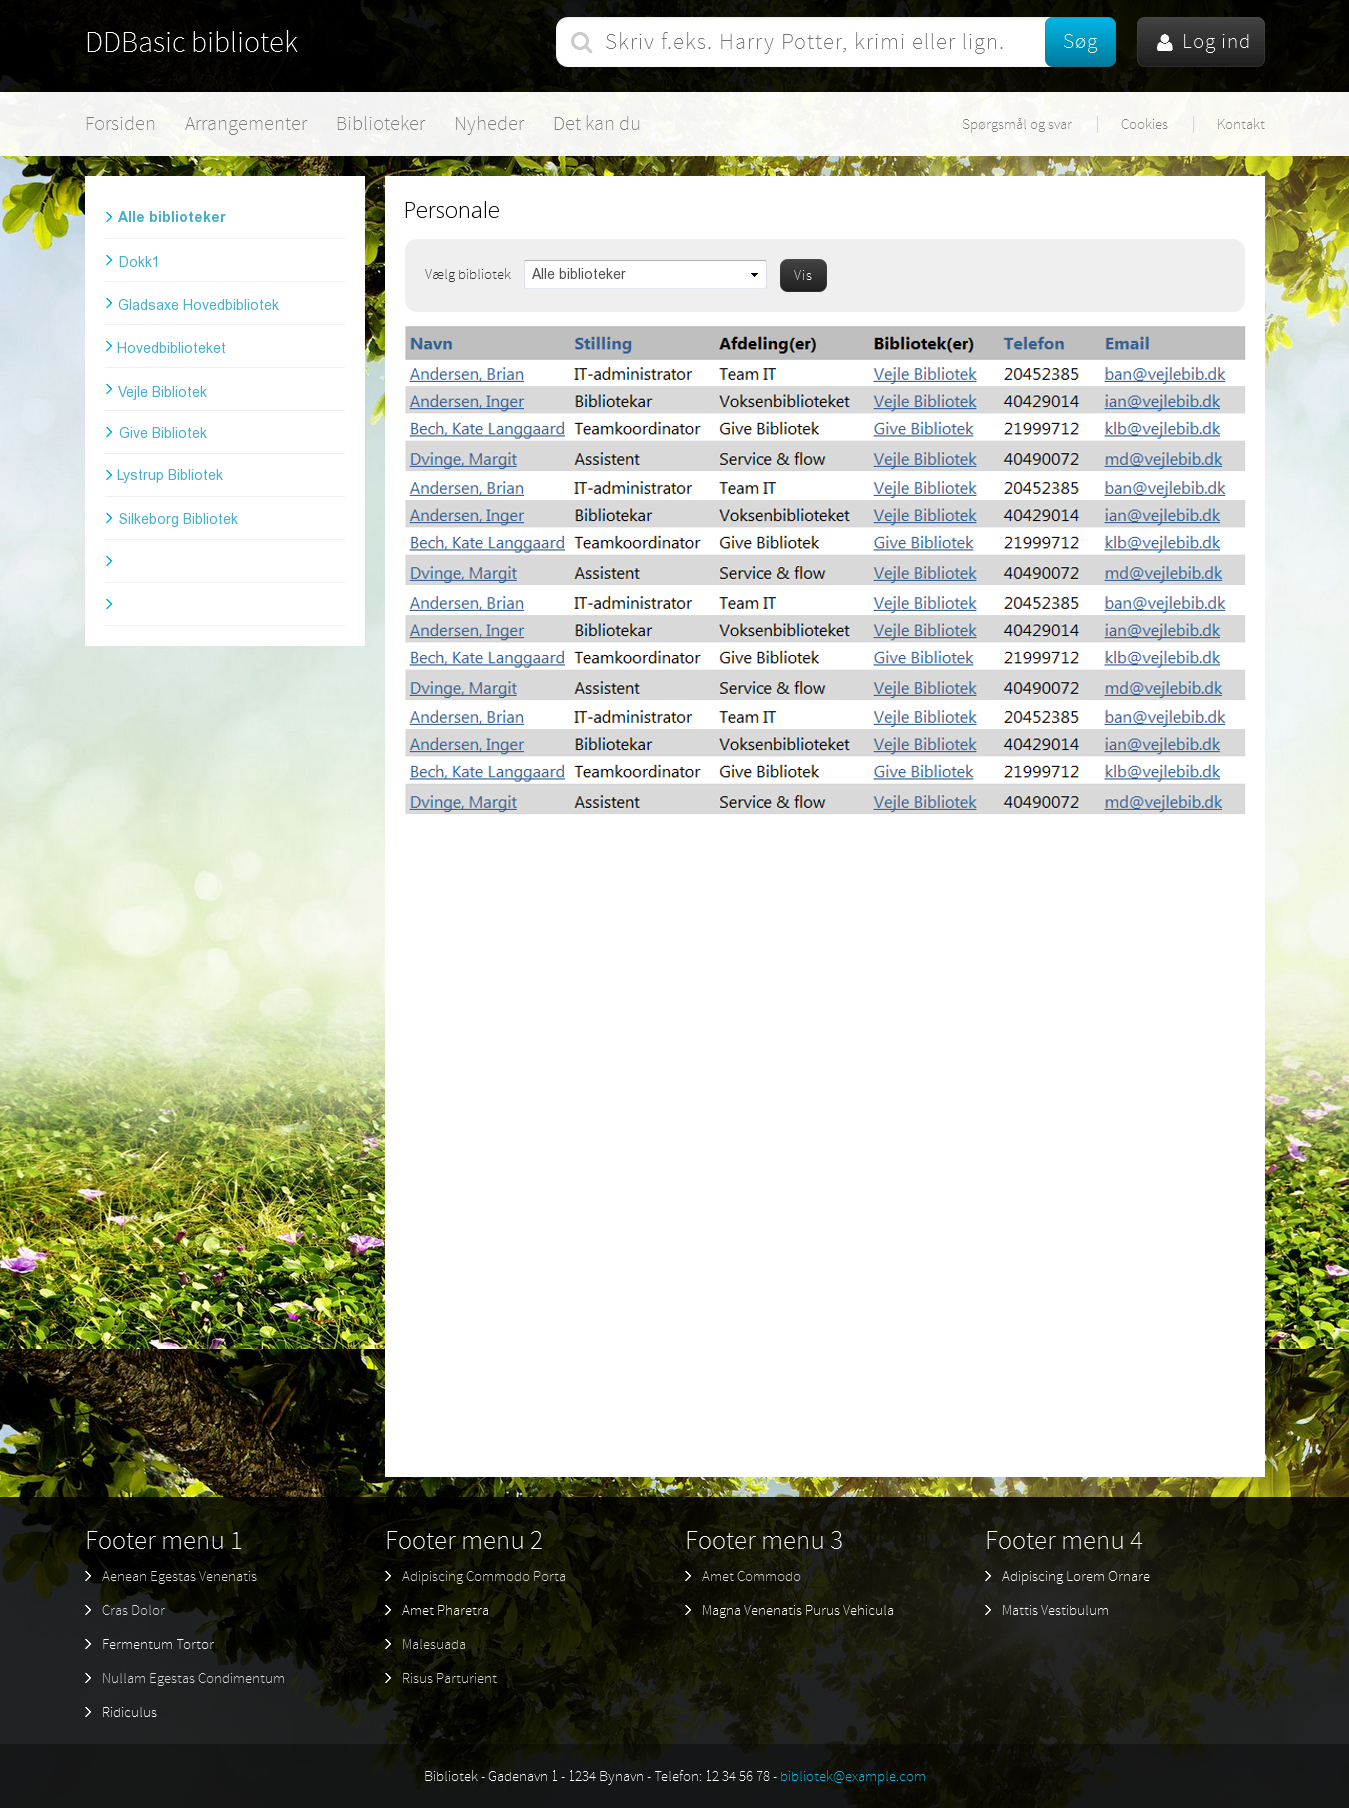 DDBasic bibliotek
Skriv f.eks. Harry Potter, krimi eller lign.
Søg
Log ind
Forsiden Arrangementer Biblioteker Nyheder Det kan du
Spørgsmål og svar Cookies Kontakt
Alle biblioteker
Dokk1
Gladsaxe Hovedbibliotek
Hovedbiblioteket
Vejle Bibliotek
Give Bibliotek
Lystrup Bibliotek
Silkeborg Bibliotek
Personale
Vælg bibliotek Alle biblioteker Vis
Navn Stilling Afdeling(er) Bibliotek(er) Telefon Email
Andersen, Brian IT-administrator Team IT Vejle Bibliotek 20452385 ban@vejlebib.dk
Andersen, Inger Bibliotekar Voksenbiblioteket Vejle Bibliotek 40429014 ian@vejlebib.dk
Bech, Kate Langgaard Teamkoordinator Give Bibliotek Give Bibliotek 21999712 klb@vejlebib.dk
Dvinge, Margit Assistent Service & flow Vejle Bibliotek 40490072 md@vejlebib.dk
Andersen, Brian IT-administrator Team IT Vejle Bibliotek 20452385 ban@vejlebib.dk
Andersen, Inger Bibliotekar Voksenbiblioteket Vejle Bibliotek 40429014 ian@vejlebib.dk
Bech, Kate Langgaard Teamkoordinator Give Bibliotek Give Bibliotek 21999712 klb@vejlebib.dk
Dvinge, Margit Assistent Service & flow Vejle Bibliotek 40490072 md@vejlebib.dk
Andersen, Brian IT-administrator Team IT Vejle Bibliotek 20452385 ban@vejlebib.dk
Andersen, Inger Bibliotekar Voksenbiblioteket Vejle Bibliotek 40429014 ian@vejlebib.dk
Bech, Kate Langgaard Teamkoordinator Give Bibliotek Give Bibliotek 21999712 klb@vejlebib.dk
Dvinge, Margit Assistent Service & flow Vejle Bibliotek 40490072 md@vejlebib.dk
Andersen, Brian IT-administrator Team IT Vejle Bibliotek 20452385 ban@vejlebib.dk
Andersen, Inger Bibliotekar Voksenbiblioteket Vejle Bibliotek 40429014 ian@vejlebib.dk
Bech, Kate Langgaard Teamkoordinator Give Bibliotek Give Bibliotek 21999712 klb@vejlebib.dk
Dvinge, Margit Assistent Service & flow Vejle Bibliotek 40490072 md@vejlebib.dk
Footer menu 1
Aenean Egestas Venenatis
Cras Dolor
Fermentum Tortor
Nullam Egestas Condimentum
Ridiculus
Footer menu 2
Adipiscing Commodo Porta
Amet Pharetra
Malesuada
Risus Parturient
Footer menu 3
Amet Commodo
Magna Venenatis Purus Vehicula
Footer menu 4
Adipiscing Lorem Ornare
Mattis Vestibulum
Bibliotek - Gadenavn 1 - 1234 Bynavn - Telefon: 12 34 56 78 - bibliotek@example.com